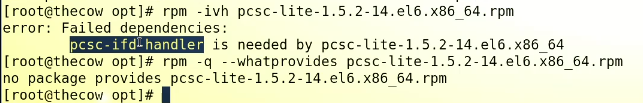 [root@thecow opt]# rpm -ivh pcsc-lite-1.5.2-14.el6.x86_64.rpm
error: Failed dependencies:
pcsc-ifd-handler is needed by pcsc-lite-1.5.2-14.el6.x86_64
[root@thecow opt]# rpm -q --whatprovides pcsc-lite-1.5.2-14.el6.x86_64.rpm
no package provides pcsc-lite-1.5.2-14.el6.x86_64.rpm
[root@thecow opt]#